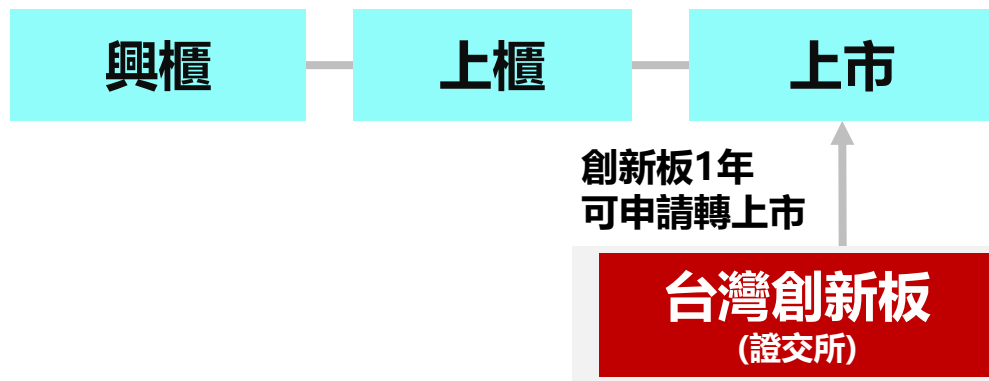 興櫃
上櫃
上市
創新板1年
可申請轉上市
台灣創新板
(證交所)